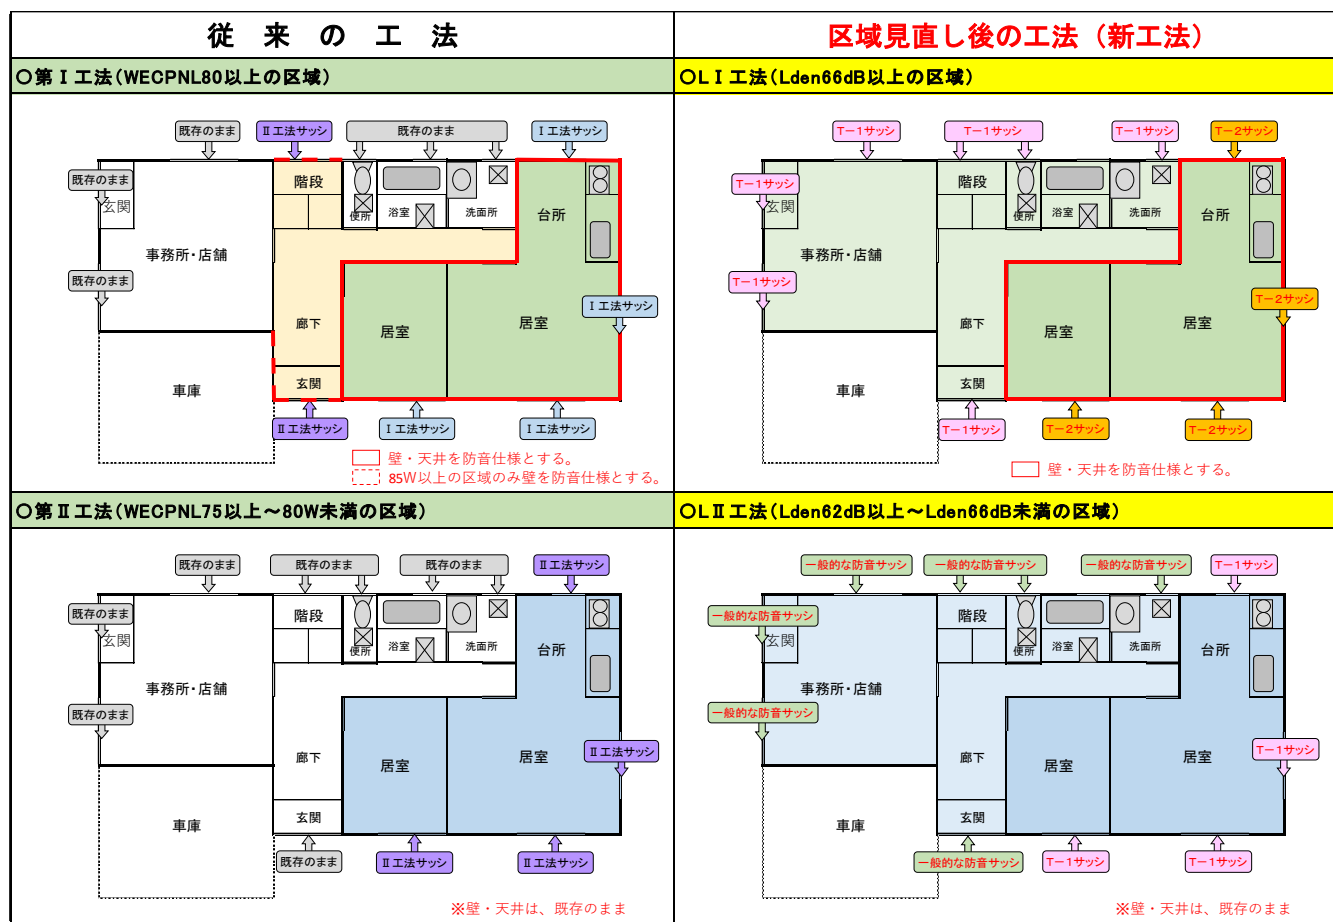 従来の工法
区域見直し後の工法（新工法）
○第Ⅰ工法（WECPNL80以上の区域）
既存のまま
Ⅱ工法サッシ
既存のまま
Ⅰ工法サッシ
既存のまま
玄関
階段
便所
浴室
洗面所
台所
事務所・店舗
既存のまま
Ⅰ工法サッシ
廊下
居室
居室
車庫
玄関
Ⅱ工法サッシ
Ⅰ工法サッシ
Ⅰ工法サッシ
壁・天井を防音仕様とする。
85W以上の区域のみ壁を防音仕様とする。
○LⅠ工法（Lden66dB以上の区域）
T－1サッシ
T－1サッシ
T－1サッシ
T－2サッシ
T－1サッシ
玄関
階段
便所
浴室
洗面所
台所
事務所・店舗
T－1サッシ
T－2サッシ
廊下
居室
居室
車庫
玄関
T－1サッシ
T－2サッシ
T－2サッシ
壁・天井を防音仕様とする。
○第Ⅱ工法（WECPNL75以上～80W未満の区域）
既存のまま
既存のまま
既存のまま
Ⅱ工法サッシ
既存のまま
玄関
階段
便所
浴室
洗面所
台所
事務所・店舗
既存のまま
Ⅱ工法サッシ
廊下
居室
居室
車庫
玄関
既存のまま
Ⅱ工法サッシ
Ⅱ工法サッシ
※壁・天井は、既存のまま
○LⅡ工法（Lden62dB以上～Lden66dB未満の区域）
一般的な防音サッシ
一般的な防音サッシ
一般的な防音サッシ
T－1サッシ
一般的な防音サッシ
玄関
階段
便所
浴室
洗面所
台所
事務所・店舗
一般的な防音サッシ
T－1サッシ
廊下
居室
居室
車庫
玄関
一般的な防音サッシ
T－1サッシ
T－1サッシ
※壁・天井は、既存のまま